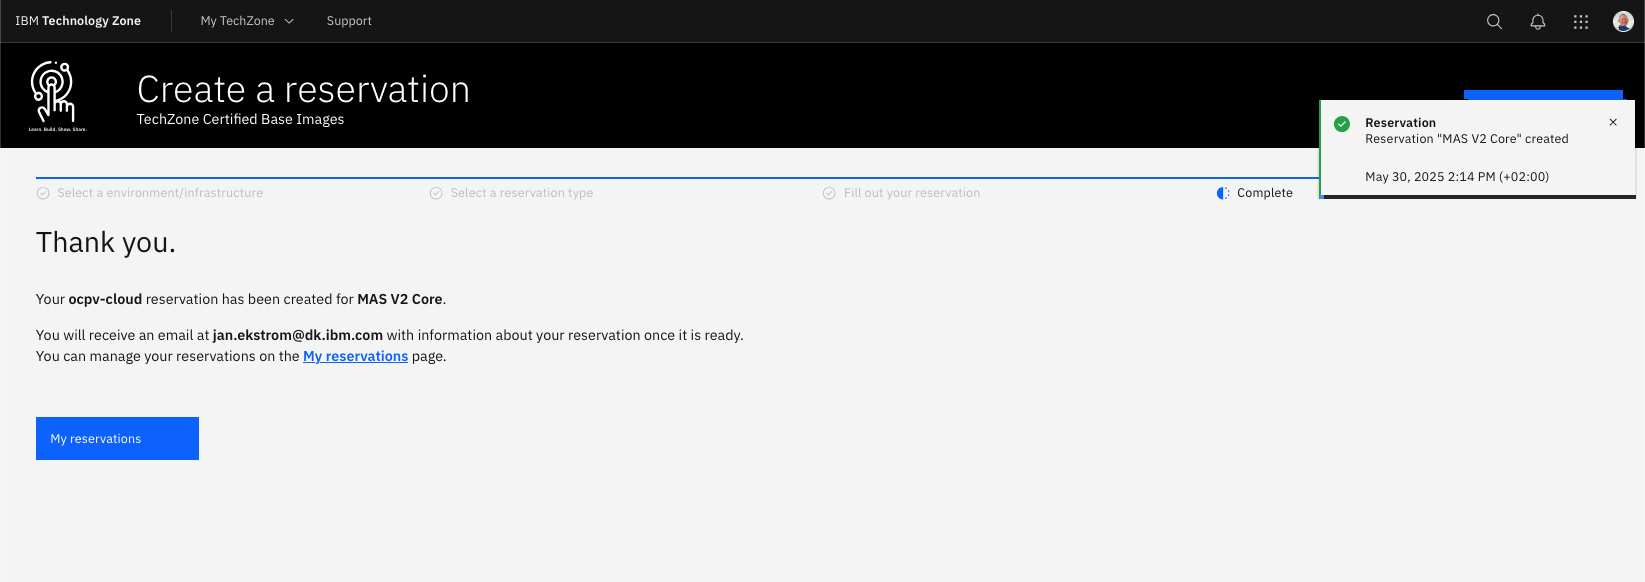 IBM Technology Zone
My TechZone
Support
Learn. Build. Show. Share.
Create a reservation
TechZone Certified Base Images
Reservation
Reservation "MAS V2 Core" created
May 30, 2025 2:14 PM (+02:00)
Select a environment/infrastructure
Select a reservation type
Fill out your reservation
Complete
Thank you.
Your ocpv-cloud reservation has been created for MAS V2 Core.
You will receive an email at jan.ekstrom@dk.ibm.com with information about your reservation once it is ready.
You can manage your reservations on the My reservations page.
My reservations